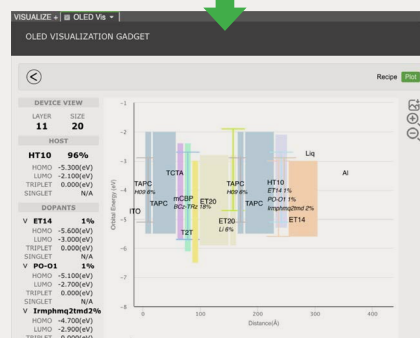 VISUALIZE + | OLED Vis
OLED VISUALIZATION GADGET
Recipe Plot
DEVICE VIEW
LAYER SIZE
11 20
HOST
HT10 96%
HOMO -5.300(eV)
LUMO -2.100(eV)
TRIPLET 0.000(eV)
SINGLET N/A
DOPANTS
V ET14 1%
HOMO -5.600(eV)
LUMO -3.000(eV)
TRIPLET 0.000(eV)
SINGLET N/A
V PO-O1 1%
HOMO -5.100(eV)
LUMO -2.700(eV)
TRIPLET 0.000(eV)
SINGLET N/A
V Irmphmq2tmd2%
HOMO -4.700(eV)
LUMO -2.900(eV)
TRIPLET 0.000(eV)
Orbital Energy (eV)
-1
-2
-3
-4
-5
-6
-7
-8
ITO
TAPC
H09 6%
TAPC
TCTA
mCBP
BCz-TRz 18%
T2T
ET20
ET20
Li 6%
TAPC
H09 6%
TAPC
HT10
ET14 1%
PO-O1 1%
Irmphmq2tmd 2%
ET14
Liq
Al
0 100 200 300 400
Distance(Å)